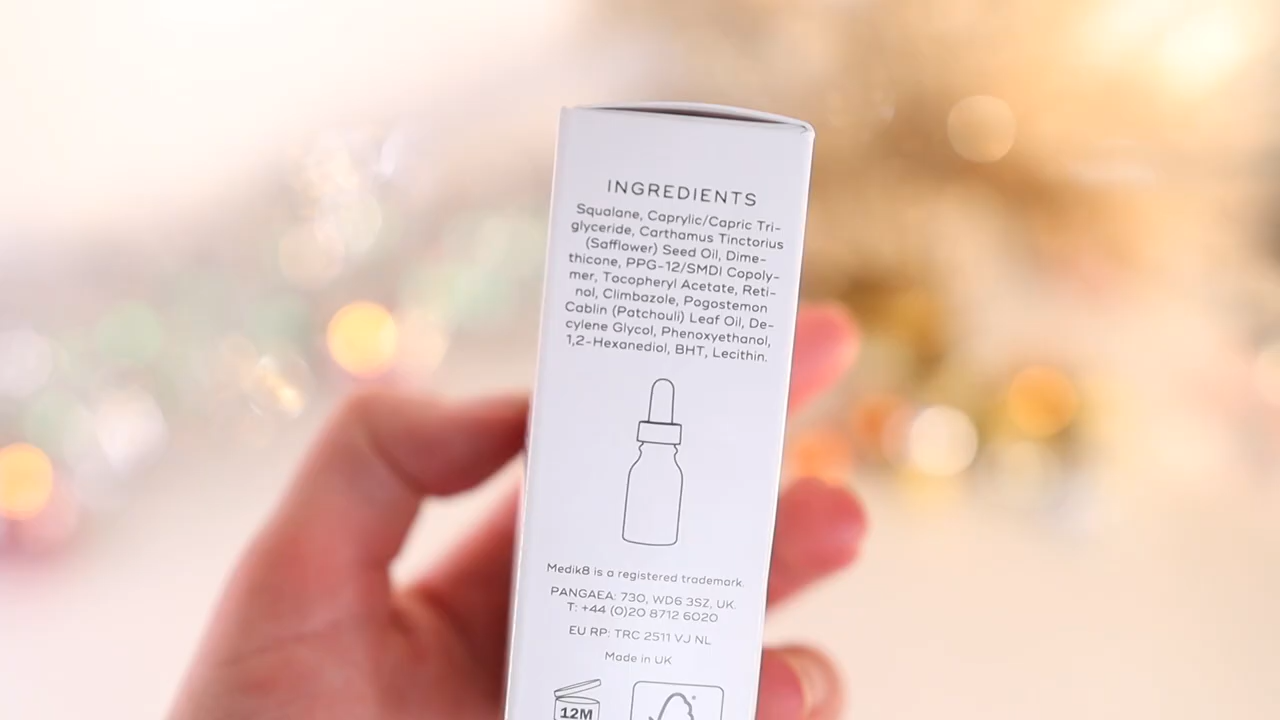 INGREDIENTS
Squalane, Caprylic/Capric Tri-
glyceride, Carthamus Tinctorius
(Safflower) Seed Oil, Dime-
thicone, PPG-12/SMDI Copoly-
mer, Tocopheryl Acetate, Reti-
nol, Climbazole, Pogostemon
Cablin (Patchouli) Leaf Oil, De-
cylene Glycol, Phenoxyethanol,
1,2-Hexanediol, BHT, Lecithin.
Medik8 is a registered trademark.
PANGAEA: 730, WD6 3SZ, UK.
T: +44 (0)20 8712 6020
EU RP: TRC 2511 VJ NL
Made in UK
12M